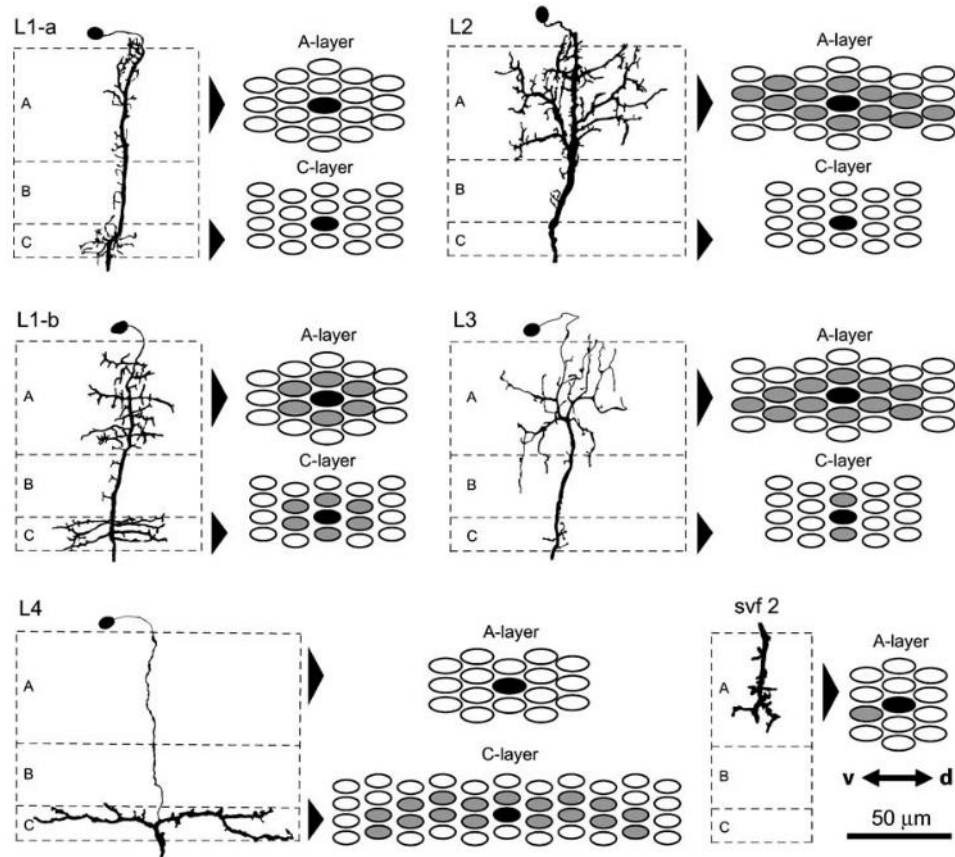 L1-a
A-layer
A
B
C-layer
C
L2
A-layer
A
B
C-layer
C
L1-b
A-layer
A
B
C-layer
C
L3
A-layer
A
B
C-layer
C
L4
A-layer
A
B
C-layer
C
svf 2
A-layer
A
B
C
v d
50 µm